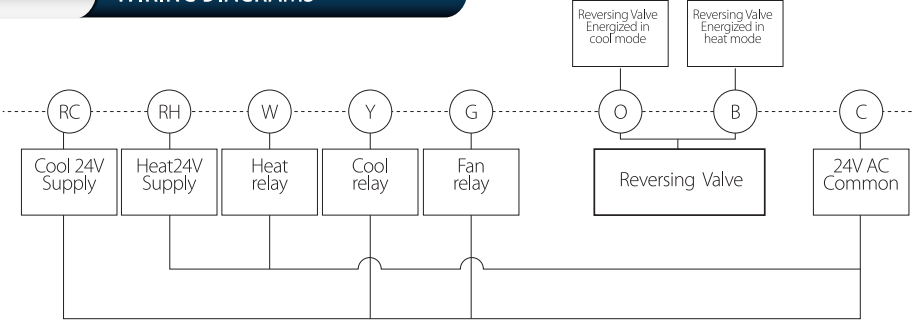 WIRING DIAGRAMS
Reversing Valve
Energized in
cool mode
Reversing Valve
Energized in
heat mode
RC
RH
W
Y
G
O
B
C
Cool 24V
Supply
Heat24V
Supply
Heat
relay
Cool
relay
Fan
relay
Reversing Valve
24V AC
Common